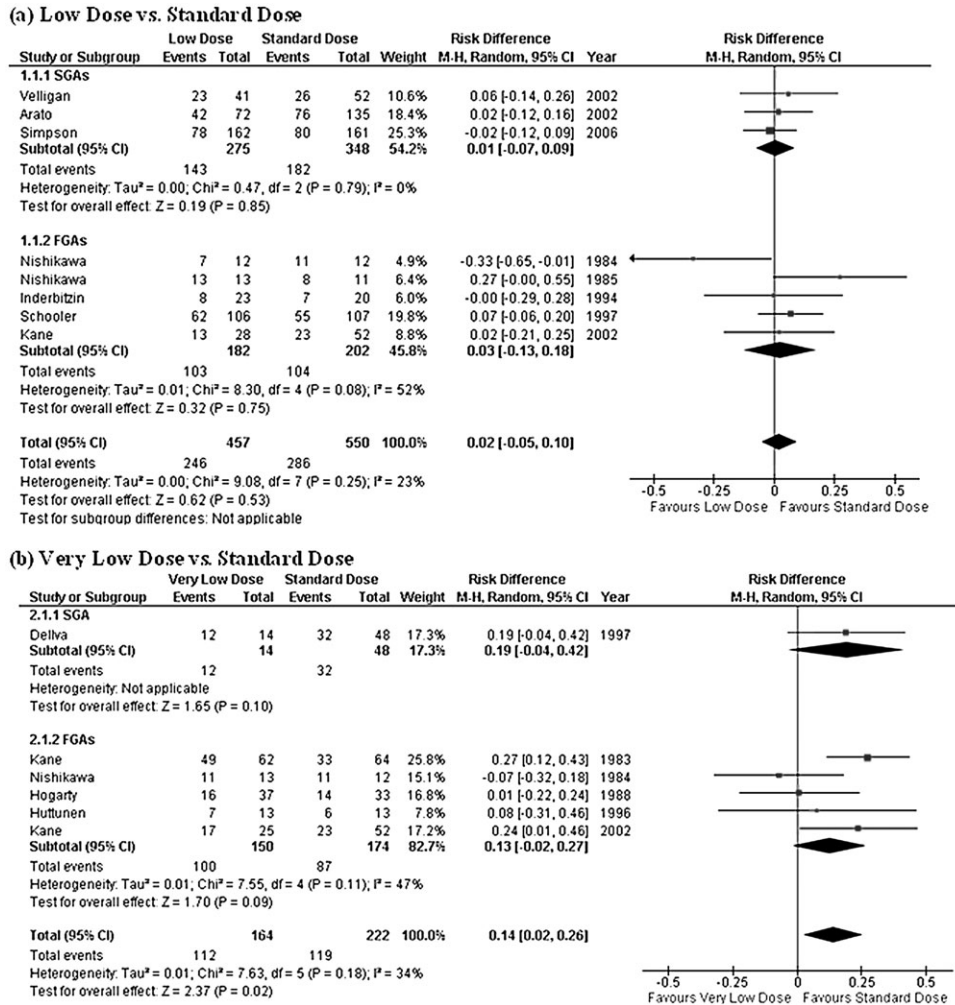 (a) Low Dose vs. Standard Dose
Low Dose Standard Dose Risk Difference Risk Difference
Study or Subgroup Events Total Events Total Weight M-H, Random, 95% CI Year M-H, Random, 95% CI
1.1.1 SGAs
Velligan 23 41 26 52 10.6% 0.06 [-0.14, 0.26] 2002
Arato 42 72 76 135 18.4% 0.02 [-0.12, 0.16] 2002
Simpson 78 162 80 161 25.3% -0.02 [-0.12, 0.09] 2006
Subtotal (95% CI) 275 348 54.2% 0.01 [-0.07, 0.09]
Total events 143 182
Heterogeneity: Tau² = 0.00; Chi² = 0.47, df = 2 (P = 0.79); I² = 0%
Test for overall effect: Z = 0.19 (P = 0.85)
1.1.2 FGAs
Nishikawa 7 12 11 12 4.9% -0.33 [-0.65, -0.01] 1984
Nishikawa 13 13 8 11 6.4% 0.27 [-0.00, 0.55] 1985
Inderbitzin 8 23 7 20 6.0% -0.00 [-0.29, 0.28] 1994
Schooler 62 106 55 107 19.8% 0.07 [-0.06, 0.20] 1997
Kane 13 28 23 52 8.8% 0.02 [-0.21, 0.25] 2002
Subtotal (95% CI) 182 202 45.8% 0.03 [-0.13, 0.18]
Total events 103 104
Heterogeneity: Tau² = 0.01; Chi² = 8.30, df = 4 (P = 0.08); I² = 52%
Test for overall effect: Z = 0.32 (P = 0.75)
Total (95% CI) 457 550 100.0% 0.02 [-0.05, 0.10]
Total events 246 286
Heterogeneity: Tau² = 0.00; Chi² = 9.08, df = 7 (P = 0.25); I² = 23%
Test for overall effect: Z = 0.62 (P = 0.53)
Test for subgroup differences: Not applicable
-0.5 -0.25 0 0.25 0.5
Favours Low Dose Favours Standard Dose
(b) Very Low Dose vs. Standard Dose
Very Low Dose Standard Dose Risk Difference Risk Difference
Study or Subgroup Events Total Events Total Weight M-H, Random, 95% CI Year M-H, Random, 95% CI
2.1.1 SGA
Dellva 12 14 32 48 17.3% 0.19 [-0.04, 0.42] 1997
Subtotal (95% CI) 14 48 17.3% 0.19 [-0.04, 0.42]
Total events 12 32
Heterogeneity: Not applicable
Test for overall effect: Z = 1.65 (P = 0.10)
2.1.2 FGAs
Kane 49 62 33 64 25.8% 0.27 [0.12, 0.43] 1983
Nishikawa 11 13 11 12 15.1% -0.07 [-0.32, 0.18] 1984
Hogarty 16 37 14 33 16.8% 0.01 [-0.22, 0.24] 1988
Huttunen 7 13 6 13 7.8% 0.08 [-0.31, 0.46] 1996
Kane 17 25 23 52 17.2% 0.24 [0.01, 0.46] 2002
Subtotal (95% CI) 150 174 82.7% 0.13 [-0.02, 0.27]
Total events 100 87
Heterogeneity: Tau² = 0.01; Chi² = 7.55, df = 4 (P = 0.11); I² = 47%
Test for overall effect: Z = 1.70 (P = 0.09)
Total (95% CI) 164 222 100.0% 0.14 [0.02, 0.26]
Total events 112 119
Heterogeneity: Tau² = 0.01; Chi² = 7.63, df = 5 (P = 0.18); I² = 34%
Test for overall effect: Z = 2.37 (P = 0.02)
-0.5 -0.25 0 0.25 0.5
Favours Very Low Dose Favours Standard Dose